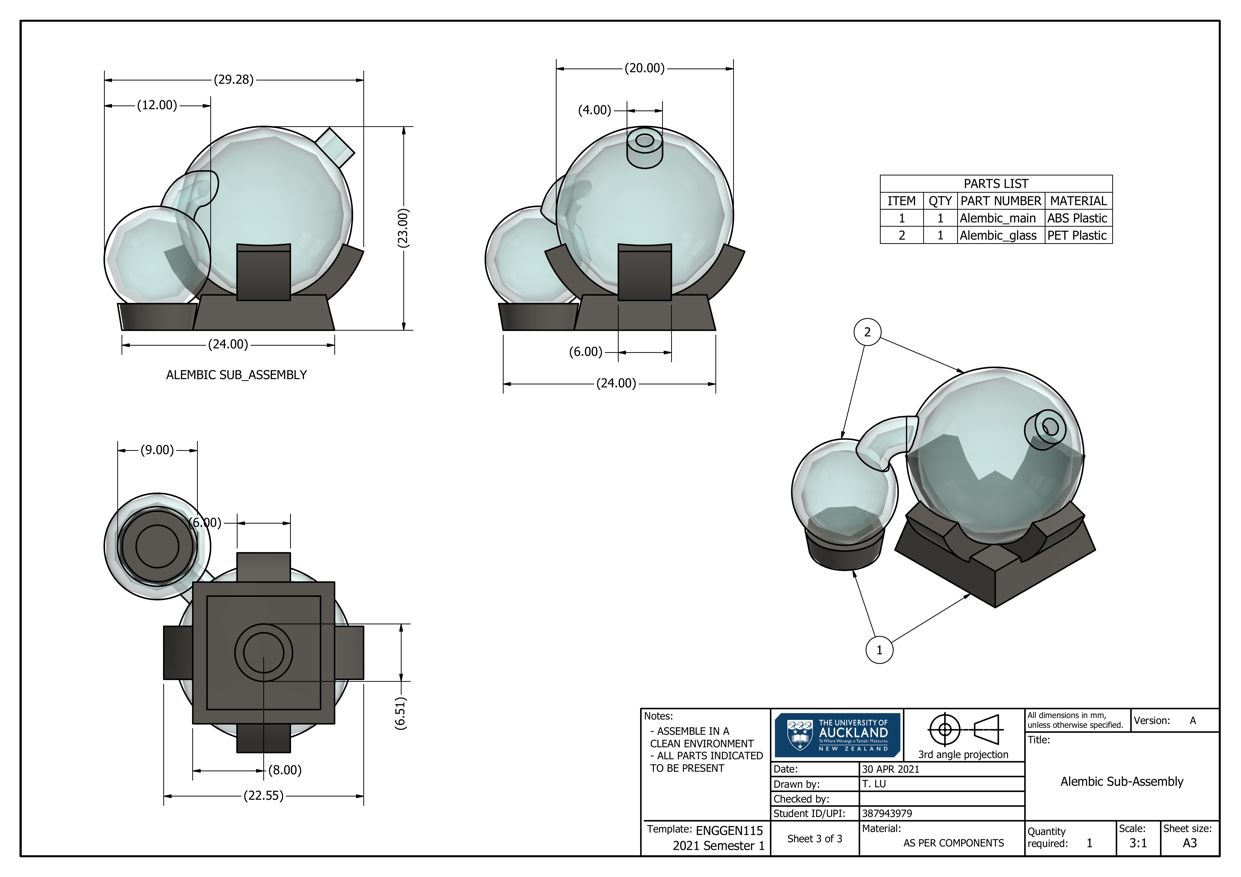 (29.28)
(12.00)
(23.00)
(24.00)
ALEMBIC SUB_ASSEMBLY
(20.00)
(4.00)
(6.00)
(24.00)
PARTS LIST
ITEM QTY PART NUMBER MATERIAL
1 1 Alembic_main ABS Plastic
2 1 Alembic_glass PET Plastic
2
1
(9.00)
(6.00)
(6.51)
(8.00)
(22.55)
Notes:
- ASSEMBLE IN A
CLEAN ENVIRONMENT
- ALL PARTS INDICATED
TO BE PRESENT
Template: ENGGEN115
2021 Semester 1
THE UNIVERSITY OF
AUCKLAND
Te Whare Wānanga o Tāmaki Makaurau
NEW ZEALAND
3rd angle projection
Date: 30 APR 2021
Drawn by: T. LU
Checked by:
Student ID/UPI: 387943979
Sheet 3 of 3
Material:
AS PER COMPONENTS
All dimensions in mm,
unless otherwise specified.
Version: A
Title:
Alembic Sub-Assembly
Quantity
required: 1
Scale:
3:1
Sheet size:
A3